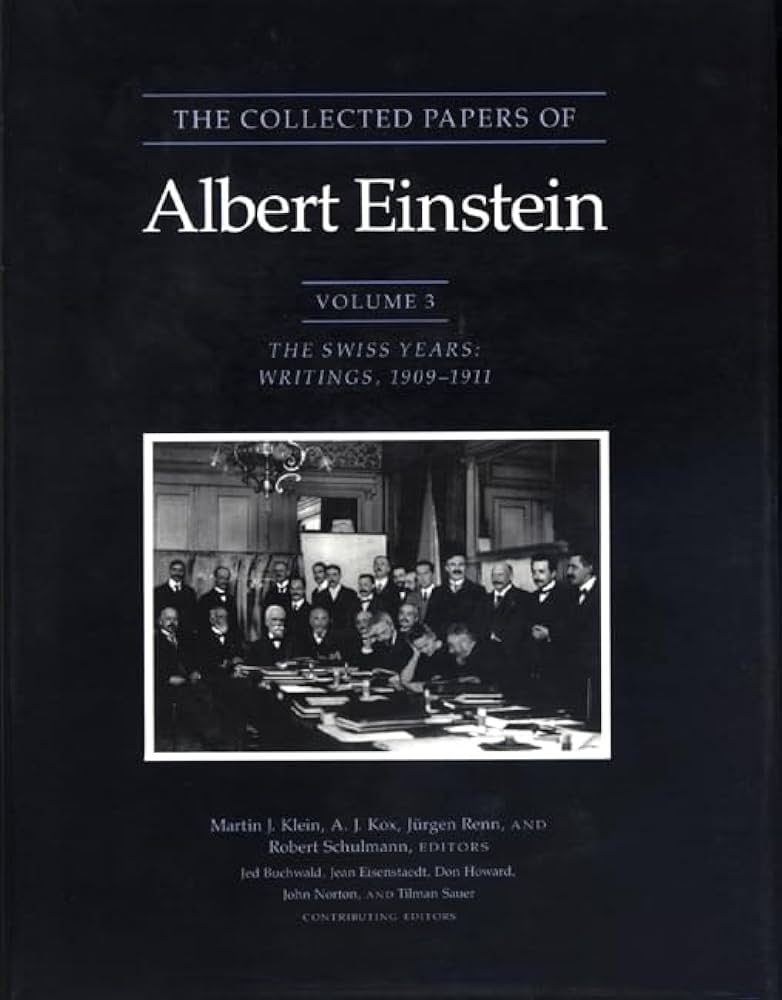 THE COLLECTED PAPERS OF
Albert Einstein
VOLUME 3
THE SWISS YEARS:
WRITINGS, 1909–1911
Martin J. Klein, A. J. Kox, Jürgen Renn, AND
Robert Schulmann, EDITORS
Jed Buchwald, Jean Eisenstaedt, Don Howard,
John Norton, AND Tilman Sauer
CONTRIBUTING EDITORS